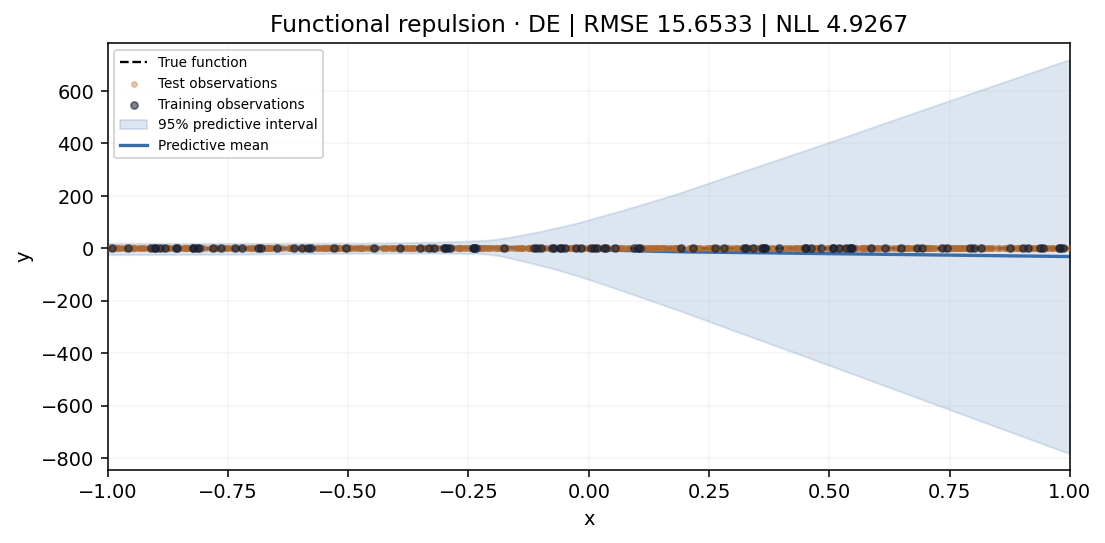 Functional repulsion · DE | RMSE 15.6533 | NLL 4.9267
True function
Test observations
Training observations
95% predictive interval
Predictive mean
600
400
200
0
−200
−400
−600
−800
y
−1.00 −0.75 −0.50 −0.25 0.00 0.25 0.50 0.75 1.00
x